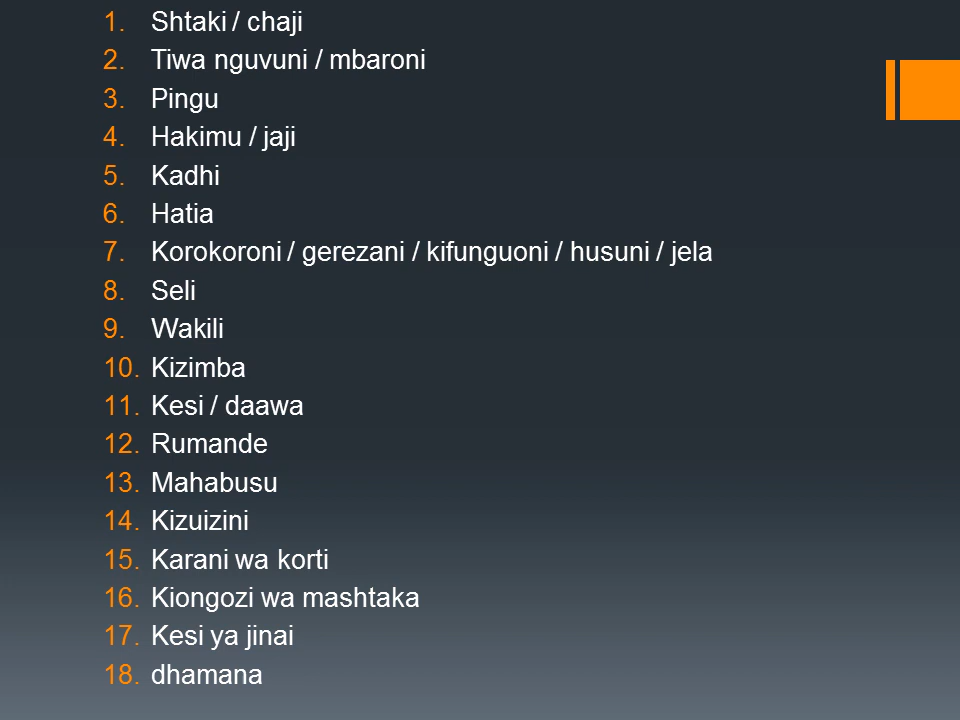 1. Shtaki / chaji
2. Tiwa nguvuni / mbaroni
3. Pingu
4. Hakimu / jaji
5. Kadhi
6. Hatia
7. Korokoroni / gerezani / kifunguoni / husuni / jela
8. Seli
9. Wakili
10. Kizimba
11. Kesi / daawa
12. Rumande
13. Mahabusu
14. Kizuizini
15. Karani wa korti
16. Kiongozi wa mashtaka
17. Kesi ya jinai
18. dhamana